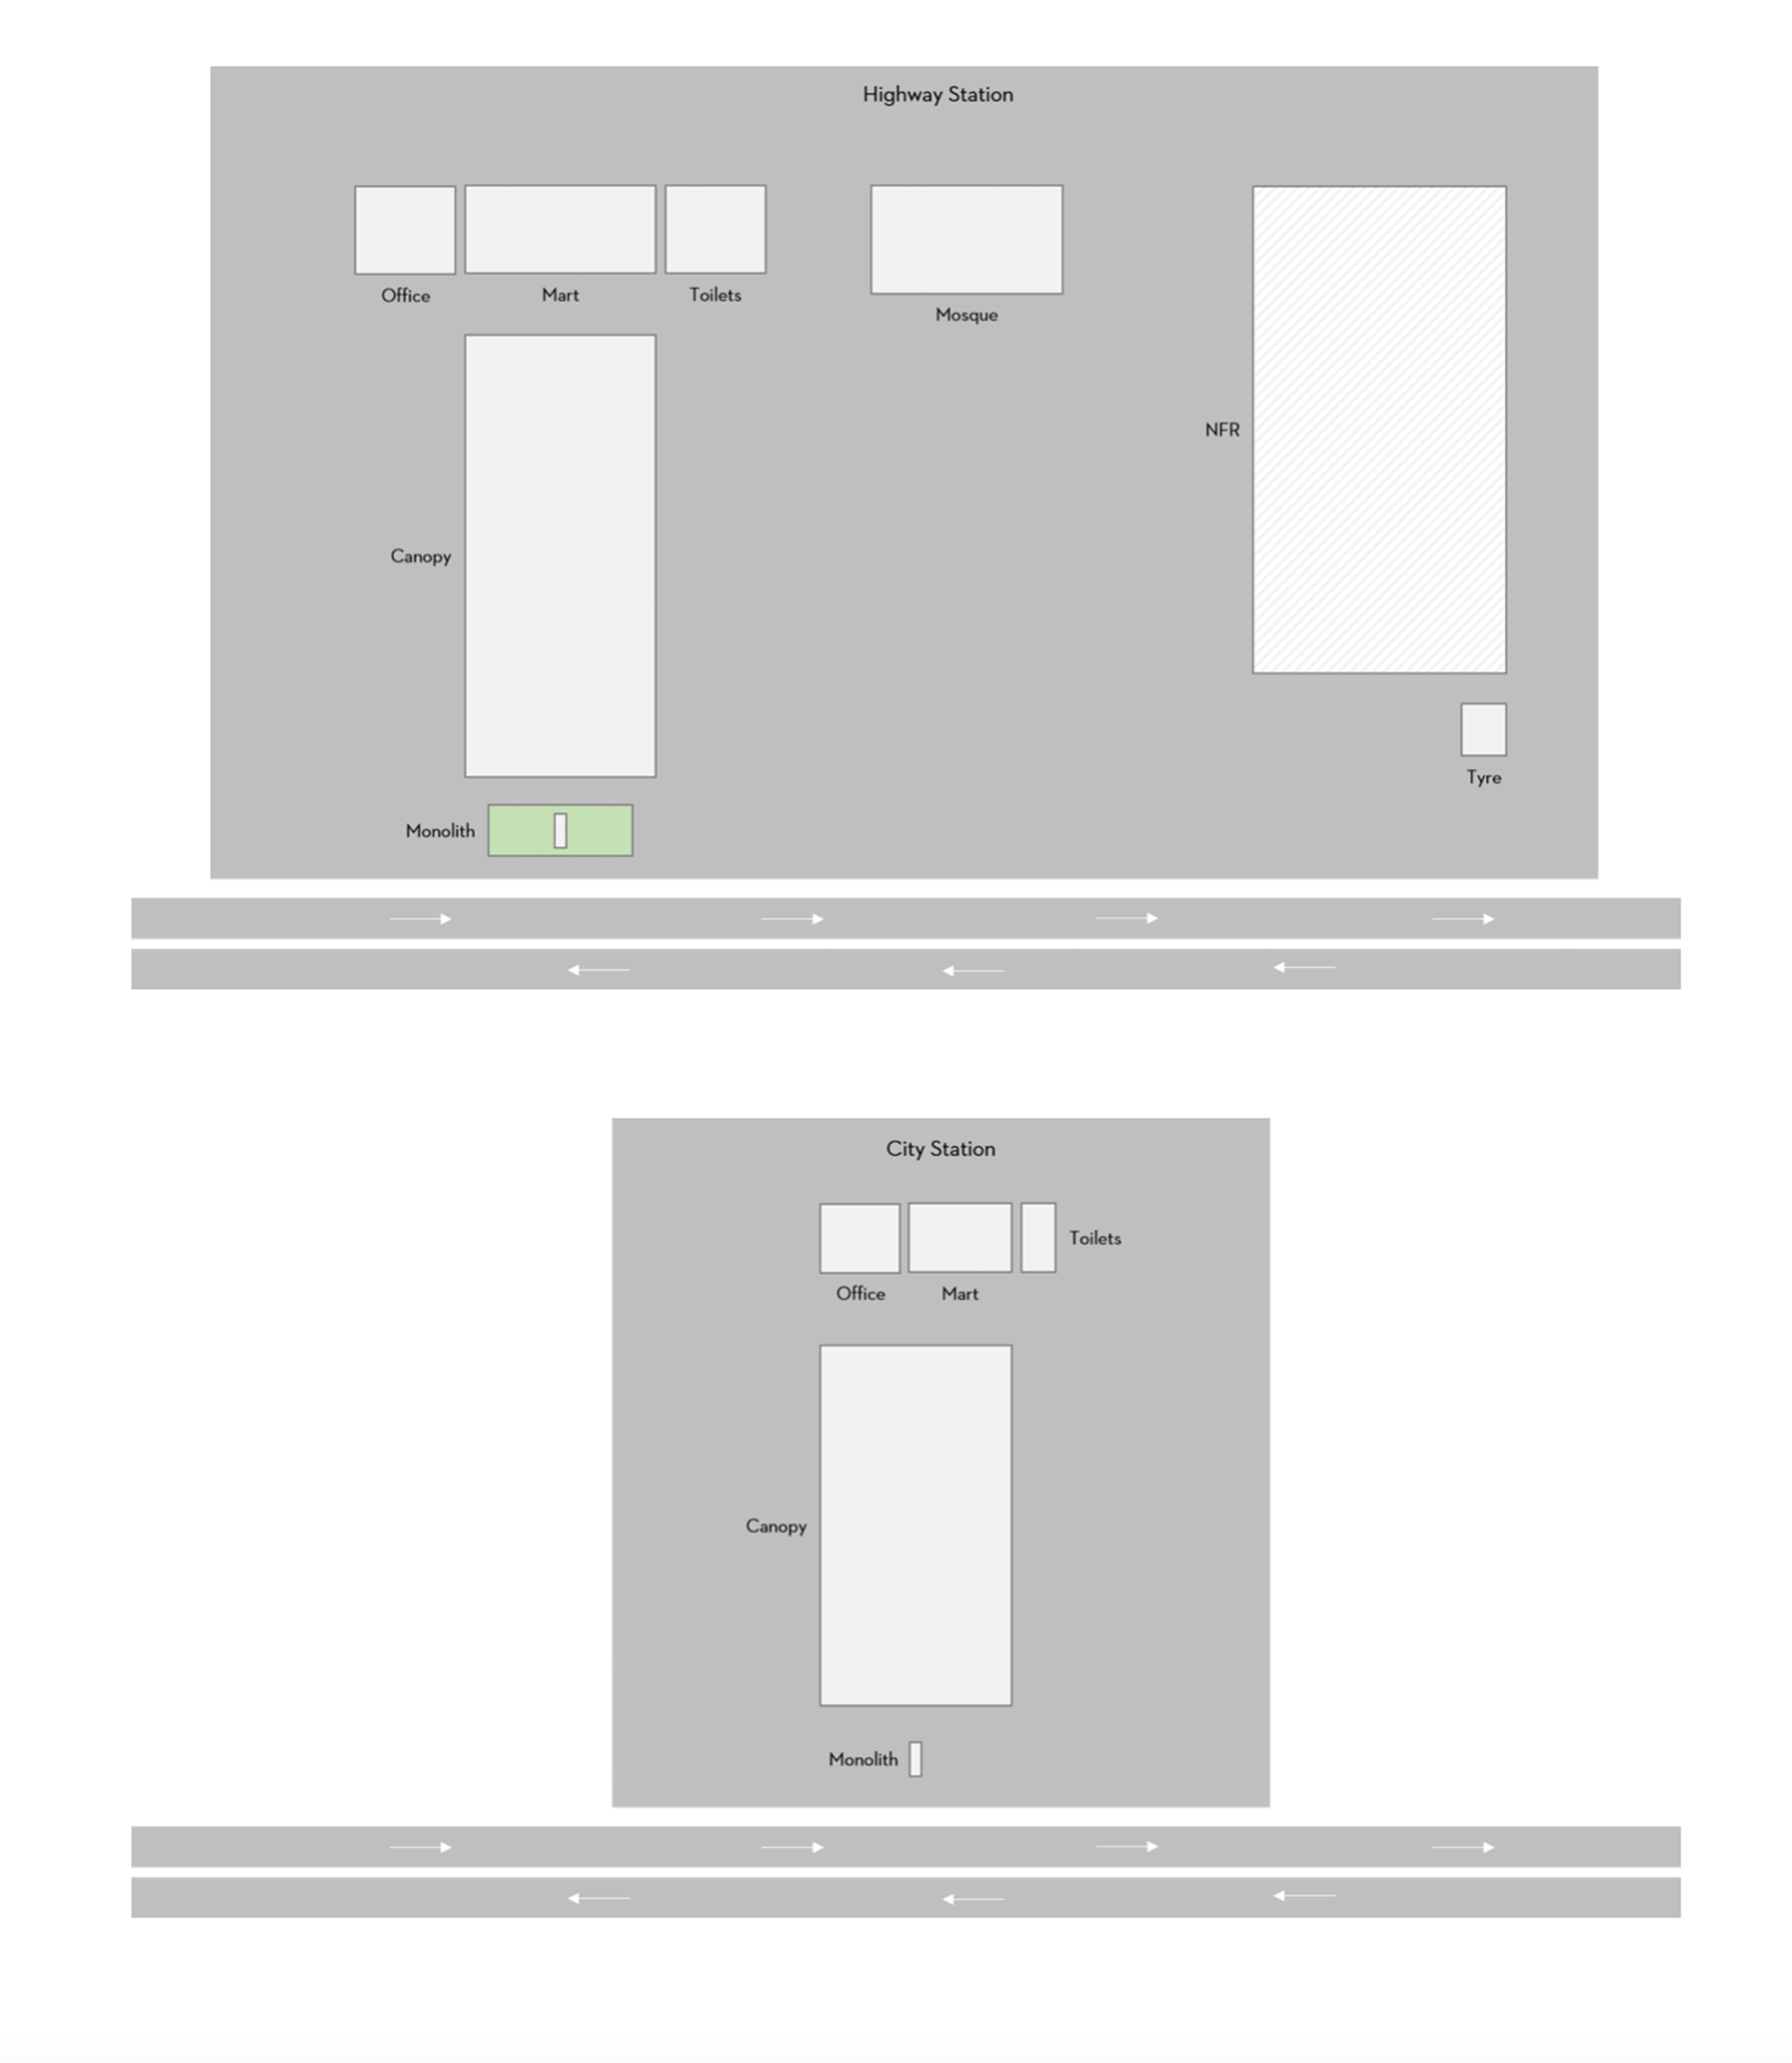 Highway Station
Office
Mart
Toilets
Mosque
NFR
Canopy
Tyre
Monolith
City Station
Toilets
Office
Mart
Canopy
Monolith